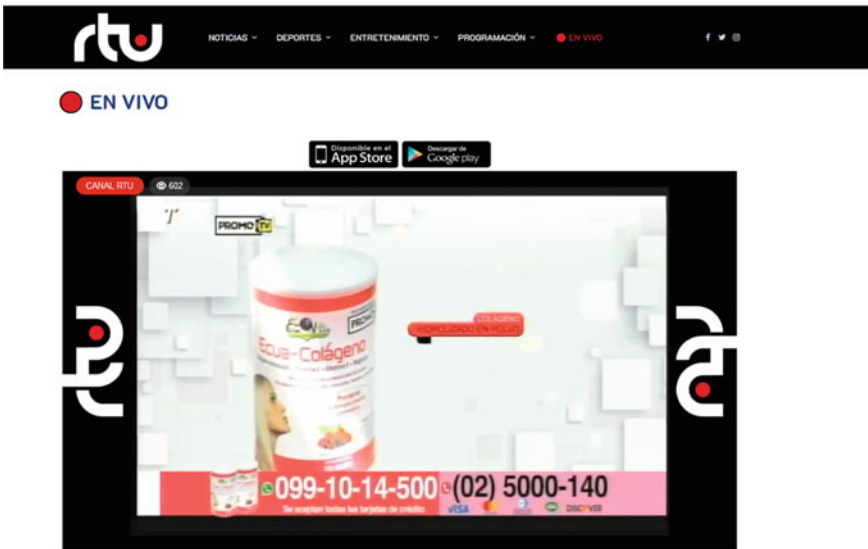 rtu
NOTICIAS DEPORTES ENTRETENIMIENTO PROGRAMACIÓN EN VIVO
EN VIVO
Disponible en el
App Store
Descargar de
Google play
CANAL RTU 602
PROMO TV
COLÁGENO
HIDROLIZADO EN POLVO
PROMO
Ecua-Colágeno
rtu
rtu
099-10-14-500 (02) 5000-140
Se aceptan todas las tarjetas de crédito
VISA DISCOVER